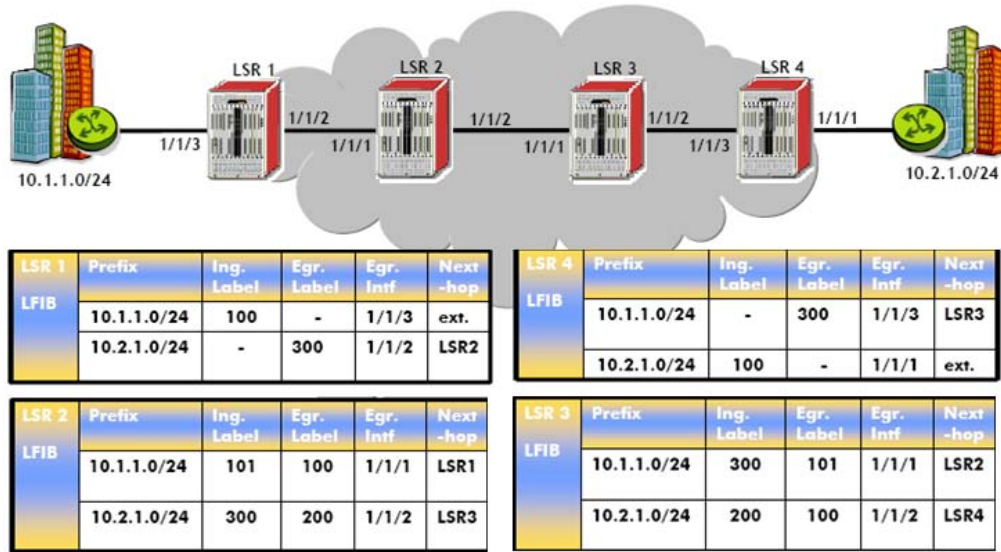 LSR 1
LSR 2
LSR 3
LSR 4
1/1/3
1/1/2
1/1/1
1/1/2
1/1/1
1/1/2
1/1/3
1/1/1
10.1.1.0/24
10.2.1.0/24
LSR 1 LFIB
Prefix Ing. Label Egr. Label Egr. Intf Next -hop
10.1.1.0/24 100 - 1/1/3 ext.
10.2.1.0/24 - 300 1/1/2 LSR2
LSR 4 LFIB
Prefix Ing. Label Egr. Label Egr. Intf Next -hop
10.1.1.0/24 - 300 1/1/3 LSR3
10.2.1.0/24 100 - 1/1/1 ext.
LSR 2 LFIB
Prefix Ing. Label Egr. Label Egr. Intf Next -hop
10.1.1.0/24 101 100 1/1/1 LSR1
10.2.1.0/24 300 200 1/1/2 LSR3
LSR 3 LFIB
Prefix Ing. Label Egr. Label Egr. Intf Next -hop
10.1.1.0/24 300 101 1/1/1 LSR2
10.2.1.0/24 200 100 1/1/2 LSR4